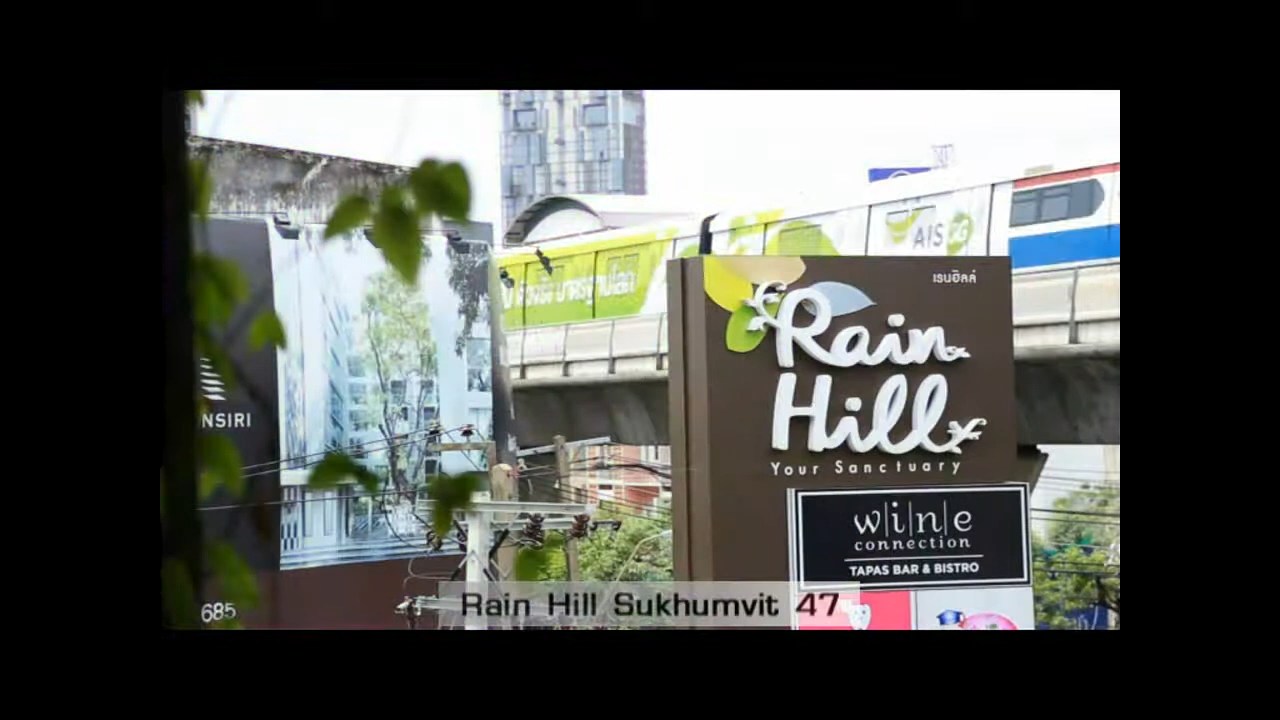 เรนฮิลล์
AIS
Rain
Hill
Your Sanctuary
NSIRI
wine
connection
TAPAS BAR & BISTRO
685
Rain Hill Sukhumvit 47